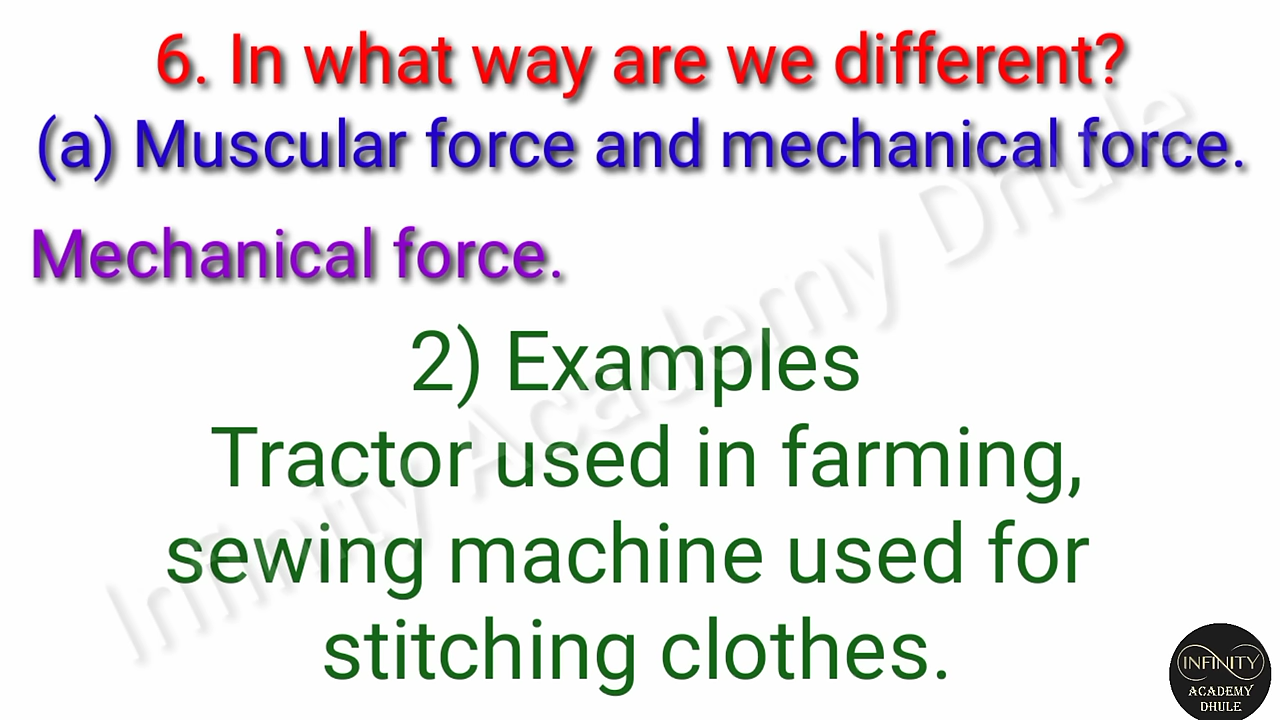 6. In what way are we different?
(a) Muscular force and mechanical force.
Mechanical force.
2) Examples
Tractor used in farming,
sewing machine used for
stitching clothes.
Infinity Academy Dhule
INFINITY
ACADEMY
DHULE